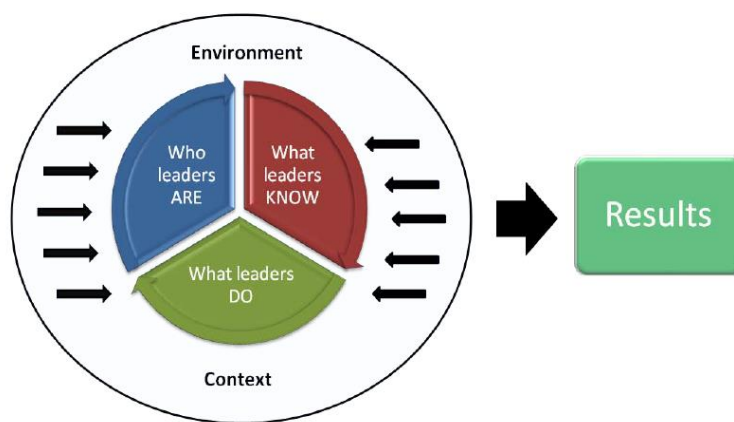 Environment
Who
leaders
ARE
What
leaders
KNOW
What leaders
DO
Context
Results